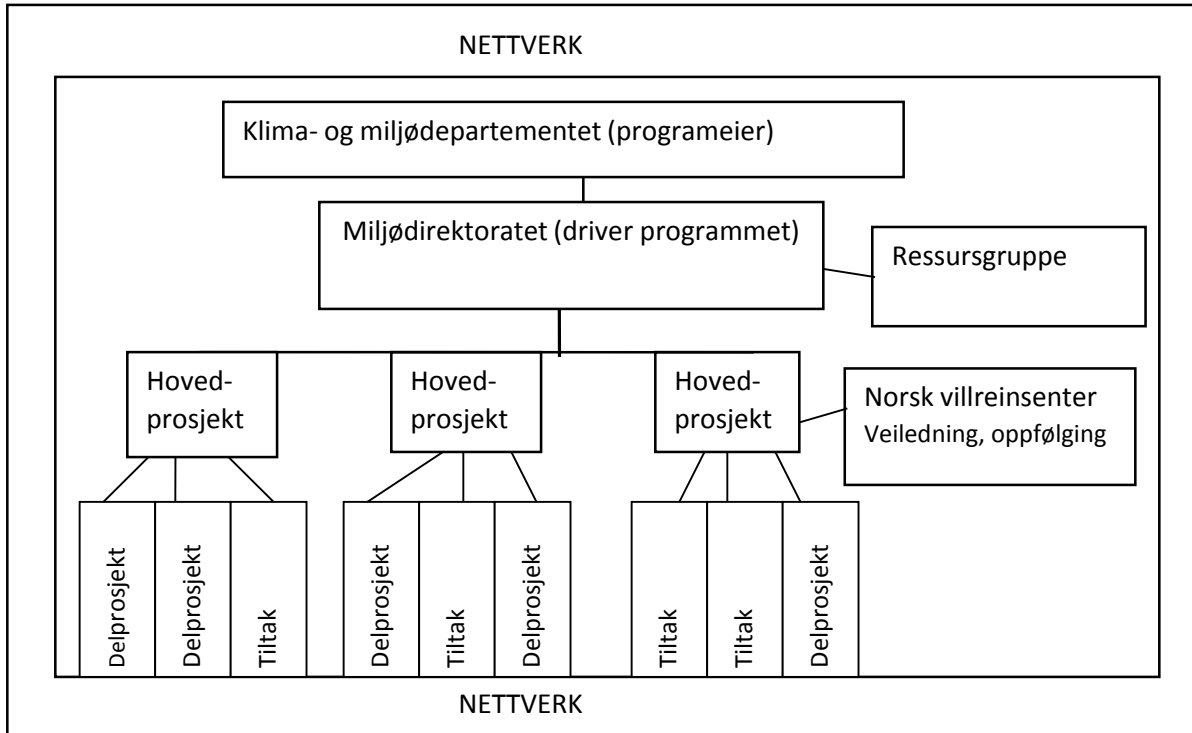 NETTVERK
Klima- og miljødepartementet (programeier)
Miljødirektoratet (driver programmet)
Ressursgruppe
Hoved-
prosjekt
Hoved-
prosjekt
Hoved-
prosjekt
Norsk villreinsenter
Veiledning, oppfølging
Delprosjekt
Delprosjekt
Tiltak
Delprosjekt
Tiltak
Delprosjekt
Tiltak
Tiltak
Delprosjekt
NETTVERK